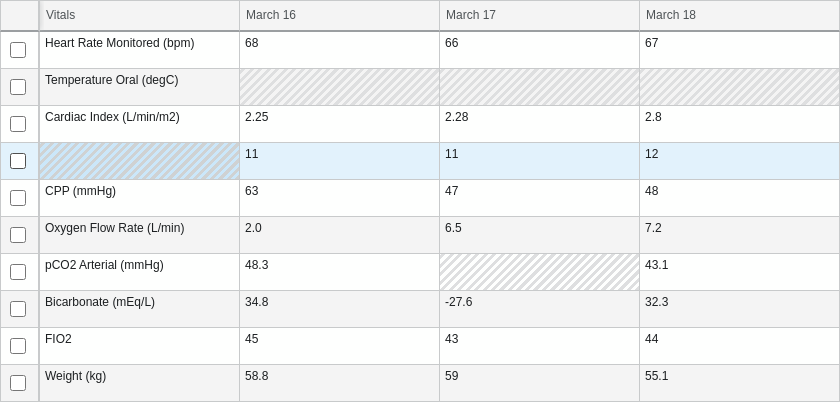 Vitals March 16 March 17 March 18
Heart Rate Monitored (bpm) 68 66 67
Temperature Oral (degC)
Cardiac Index (L/min/m2) 2.25 2.28 2.8
11 11 12
CPP (mmHg) 63 47 48
Oxygen Flow Rate (L/min) 2.0 6.5 7.2
pCO2 Arterial (mmHg) 48.3 43.1
Bicarbonate (mEq/L) 34.8 -27.6 32.3
FIO2 45 43 44
Weight (kg) 58.8 59 55.1